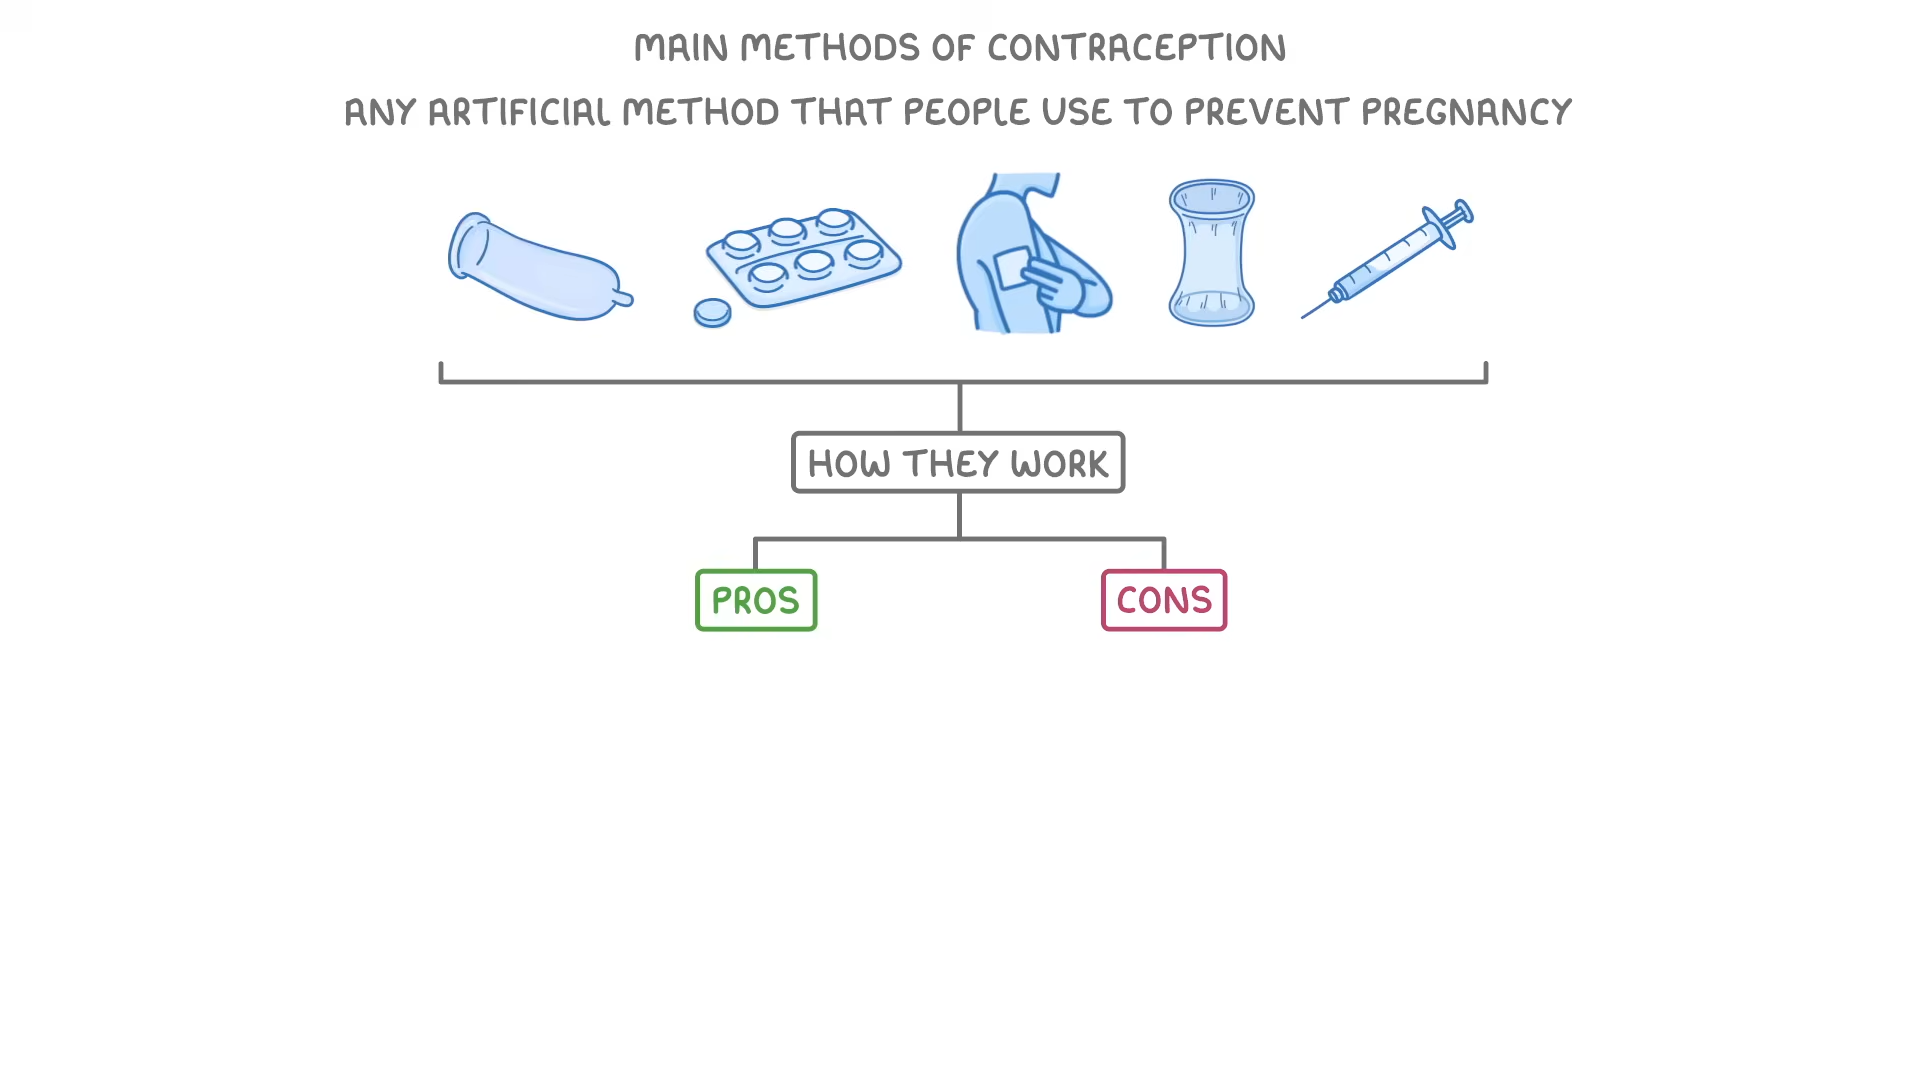 MAIN METHODS OF CONTRACEPTION
ANY ARTIFICIAL METHOD THAT PEOPLE USE TO PREVENT PREGNANCY
HOW THEY WORK
PROS
CONS